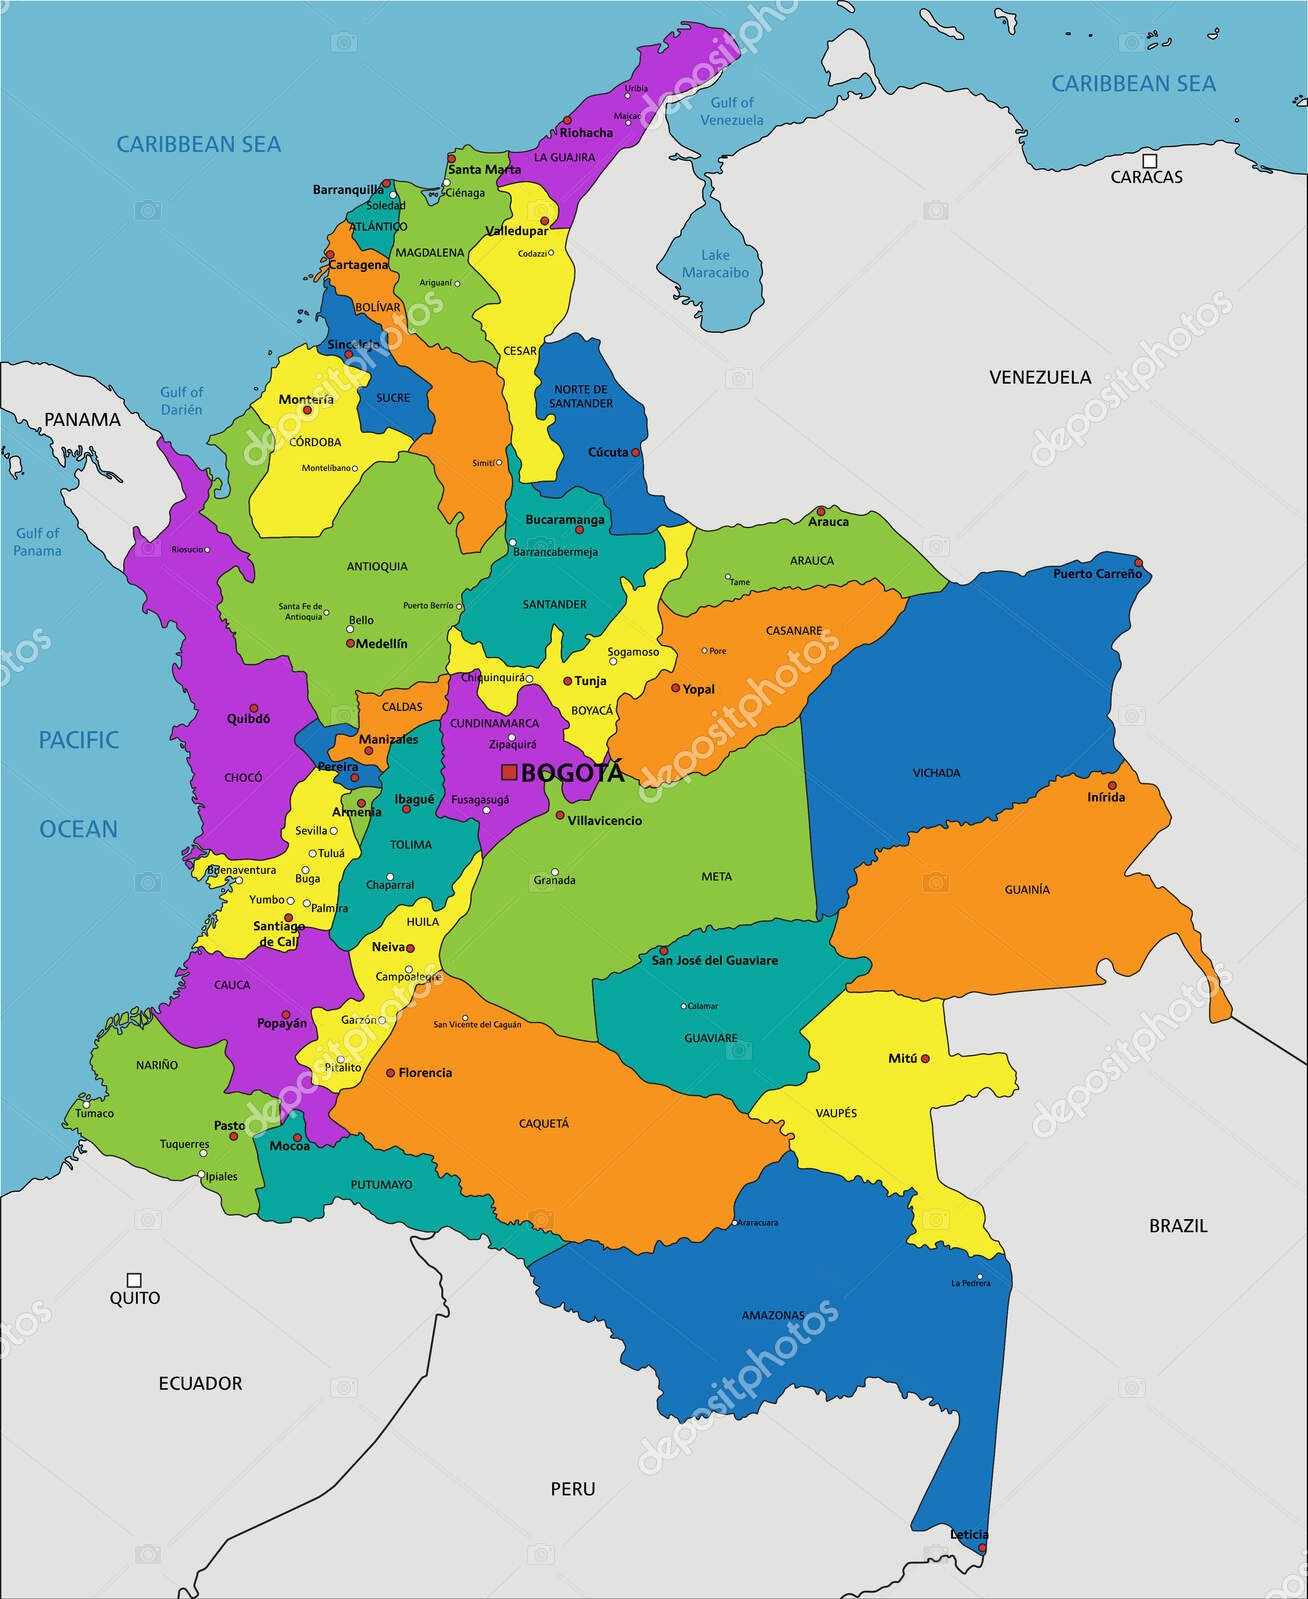 CARIBBEAN SEA
CARIBBEAN SEA
Gulf of
Venezuela
CARACAS
Lake
Maracaibo
VENEZUELA
Uribia
Maicao
Riohacha
LA GUAJIRA
Santa Marta
Ciénaga
Barranquilla
Soledad
ATLÁNTICO
MAGDALENA
Ariguaní
Valledupar
Codazzi
CESAR
Cartagena
BOLÍVAR
Sincelejo
SUCRE
Simití
Montería
CÓRDOBA
Montelíbano
NORTE DE
SANTANDER
Cúcuta
Gulf of
Darién
PANAMA
Gulf of
Panama
Riosucio
ANTIOQUIA
Santa Fe de
Antioquia
Bello
Medellín
Puerto Berrío
Bucaramanga
Barrancabermeja
SANTANDER
Arauca
ARAUCA
Tame
Puerto Carreño
CASANARE
Pore
Yopal
Sogamoso
Chiquinquirá
Tunja
BOYACÁ
CALDAS
Manizales
CUNDINAMARCA
Zipaquirá
BOGOTÁ
Fusagasugá
Quibdó
CHOCÓ
Pereira
Armenia
Ibagué
TOLIMA
Chaparral
Villavicencio
Granada
META
VICHADA
Inírida
GUAINÍA
PACIFIC
OCEAN
Sevilla
Tuluá
Buga
Buenaventura
Yumbo
Palmira
Santiago
de Cali
HUILA
Neiva
Campoalegre
Garzón
Pitalito
CAUCA
Popayán
San José del Guaviare
Calamar
GUAVIARE
San Vicente del Caguán
Florencia
CAQUETÁ
Mitú
VAUPÉS
NARIÑO
Tumaco
Pasto
Tuquerres
Ipiales
Mocoa
PUTUMAYO
Araracuara
AMAZONAS
La Pedrera
Leticia
BRAZIL
QUITO
ECUADOR
PERU
depositphotos
depositphotos
depositphotos
depositphotos
depositphotos
depositphotos
depositphotos
depositphotos